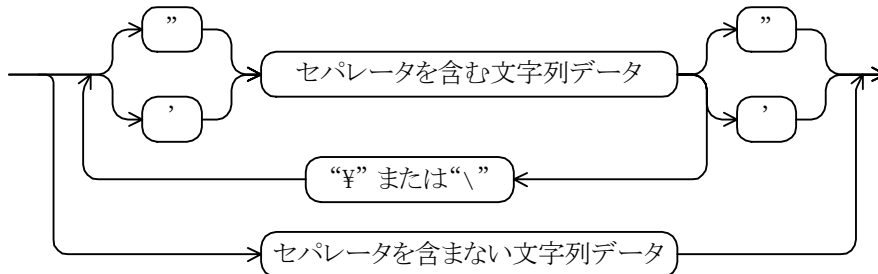 ” ”
セパレータを含む文字列データ
’ ’
“¥” または“\”
セパレータを含まない文字列データ